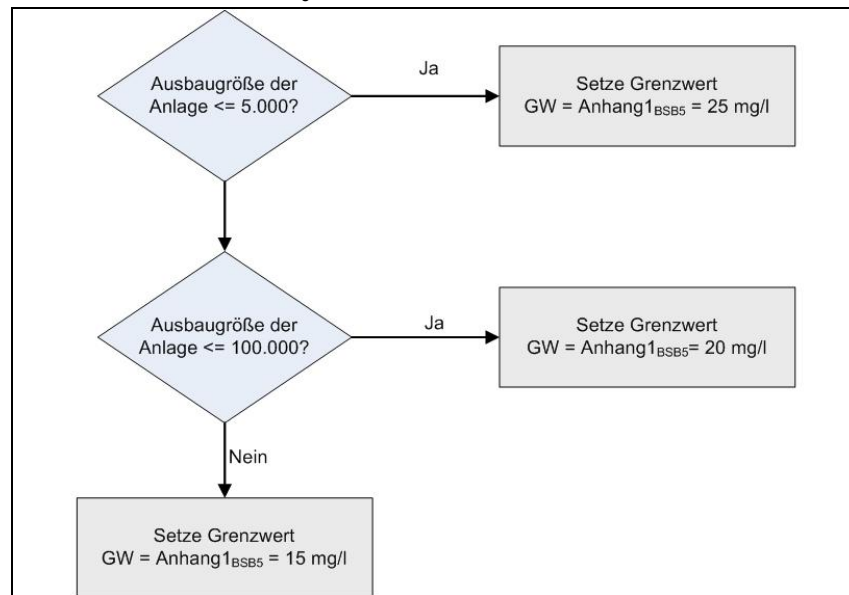 Ausbaugröße der
Anlage <= 5.000?
Ja
Setze Grenzwert
GW = Anhang1BSB5 = 25 mg/l
Ausbaugröße der
Anlage <= 100.000?
Ja
Setze Grenzwert
GW = Anhang1BSB5= 20 mg/l
Nein
Setze Grenzwert
GW = Anhang1BSB5 = 15 mg/l